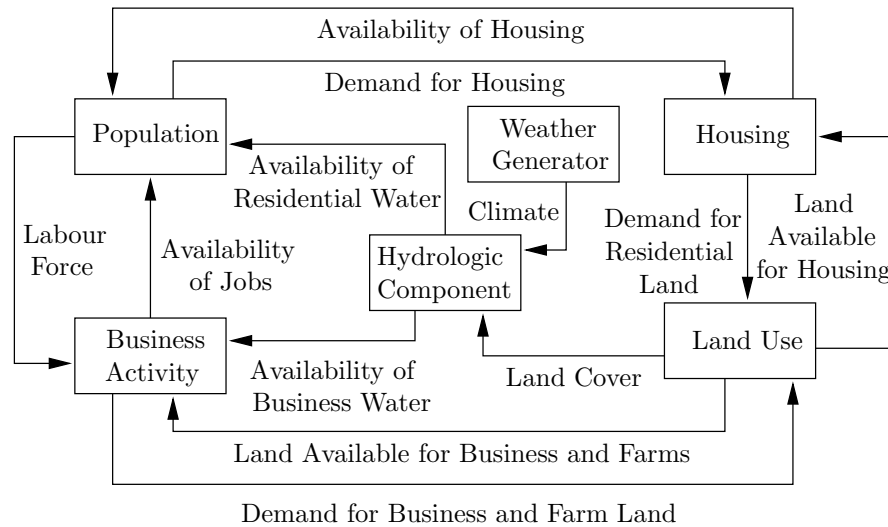 Availability of Housing
Demand for Housing
Population
Weather
Generator
Housing
Availability of
Residential Water
Climate
Demand for
Residential
Land
Land
Available
for Housing
Labour
Force
Availability
of Jobs
Hydrologic
Component
Business
Activity
Land Use
Availability of
Business Water
Land Cover
Land Available for Business and Farms
Demand for Business and Farm Land